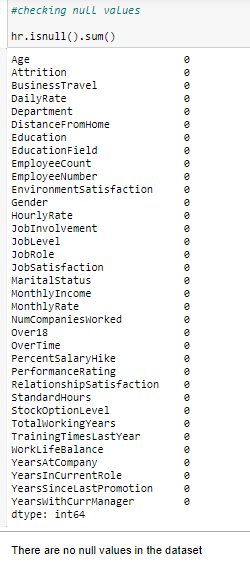 #checking null values
hr.isnull().sum()
Age 0
Attrition 0
BusinessTravel 0
DailyRate 0
Department 0
DistanceFromHome 0
Education 0
EducationField 0
EmployeeCount 0
EmployeeNumber 0
EnvironmentSatisfaction 0
Gender 0
HourlyRate 0
JobInvolvement 0
JobLevel 0
JobRole 0
JobSatisfaction 0
MaritalStatus 0
MonthlyIncome 0
MonthlyRate 0
NumCompaniesWorked 0
Over18 0
OverTime 0
PercentSalaryHike 0
PerformanceRating 0
RelationshipSatisfaction 0
StandardHours 0
StockOptionLevel 0
TotalWorkingYears 0
TrainingTimesLastYear 0
WorkLifeBalance 0
YearsAtCompany 0
YearsInCurrentRole 0
YearsSinceLastPromotion 0
YearsWithCurrManager 0
dtype: int64
There are no null values in the dataset